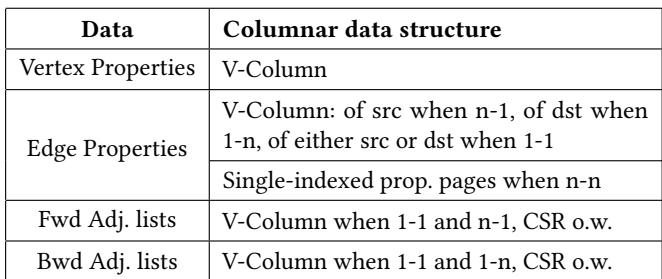 Data Columnar data structure
Vertex Properties V-Column
Edge Properties
V-Column: of src when n-1, of dst when
1-n, of either src or dst when 1-1
Single-indexed prop. pages when n-n
Fwd Adj. lists V-Column when 1-1 and n-1, CSR o.w.
Bwd Adj. lists V-Column when 1-1 and 1-n, CSR o.w.